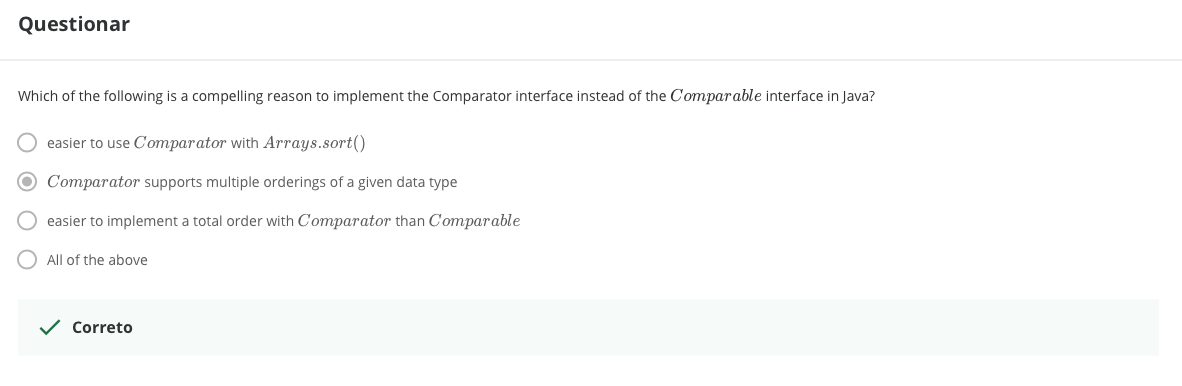 Questionar
Which of the following is a compelling reason to implement the Comparator interface instead of the Comparable interface in Java?
easier to use Comparator with Arrays.sort()
Comparator supports multiple orderings of a given data type
easier to implement a total order with Comparator than Comparable
All of the above
Correto